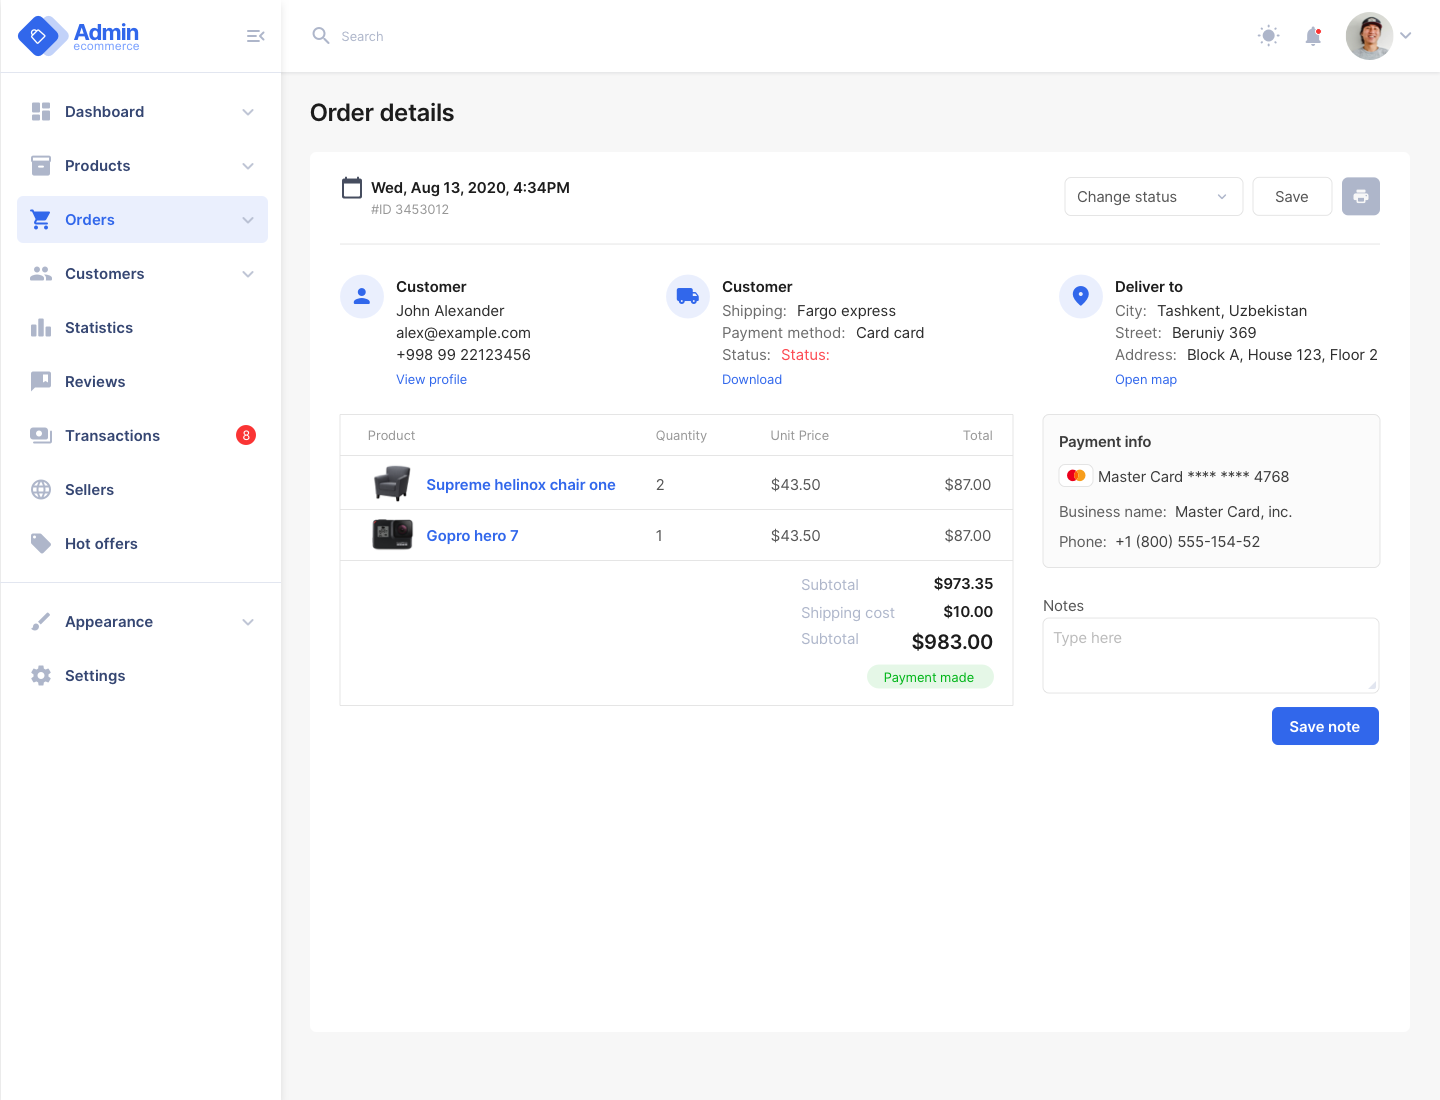 Admin
ecommerce
Search
Dashboard
Products
Orders
Customers
Statistics
Reviews
Transactions 8
Sellers
Hot offers
Appearance
Settings
Order details
Wed, Aug 13, 2020, 4:34PM
#ID 3453012
Change status
Save
Customer
John Alexander
alex@example.com
+998 99 22123456
View profile
Customer
Shipping: Fargo express
Payment method: Card card
Status: Status:
Download
Deliver to
City: Tashkent, Uzbekistan
Street: Beruniy 369
Address: Block A, House 123, Floor 2
Open map
Product Quantity Unit Price Total
Supreme helinox chair one 2 $43.50 $87.00
Gopro hero 7 1 $43.50 $87.00
Subtotal $973.35
Shipping cost $10.00
Subtotal $983.00
Payment made
Payment info
Master Card **** **** 4768
Business name: Master Card, inc.
Phone: +1 (800) 555-154-52
Notes
Type here
Save note